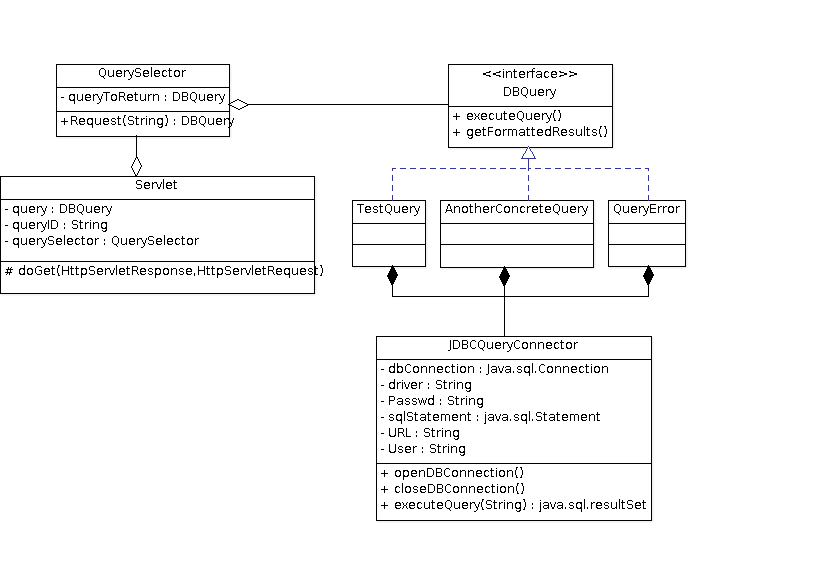 QuerySelector
- queryToReturn : DBQuery
+Request(String) : DBQuery
<<interface>>
DBQuery
+ executeQuery()
+ getFormattedResults()
Servlet
- query : DBQuery
- queryID : String
- querySelector : QuerySelector
# doGet(HttpServletResponse,HttpServletRequest)
TestQuery
AnotherConcreteQuery
QueryError
JDBCQueryConnector
- dbConnection : Java.sql.Connection
- driver : String
- Passwd : String
- sqlStatement : java.sql.Statement
- URL : String
- User : String
+ openDBConnection()
+ closeDBConnection()
+ executeQuery(String) : java.sql.resultSet